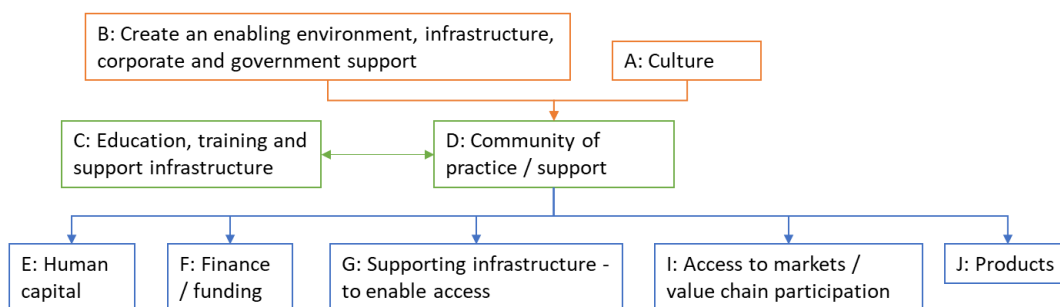 B: Create an enabling environment, infrastructure,
corporate and government support
A: Culture
C: Education, training and
support infrastructure
D: Community of
practice / support
E: Human
capital
F: Finance
/ funding
G: Supporting infrastructure -
to enable access
I: Access to markets /
value chain participation
J: Products